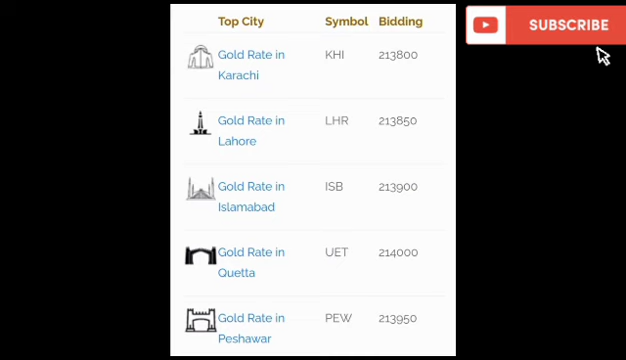 Top City Symbol Bidding
Gold Rate in Karachi KHI 213800
Gold Rate in Lahore LHR 213850
Gold Rate in Islamabad ISB 213900
Gold Rate in Quetta UET 214000
Gold Rate in Peshawar PEW 213950
SUBSCRIBE